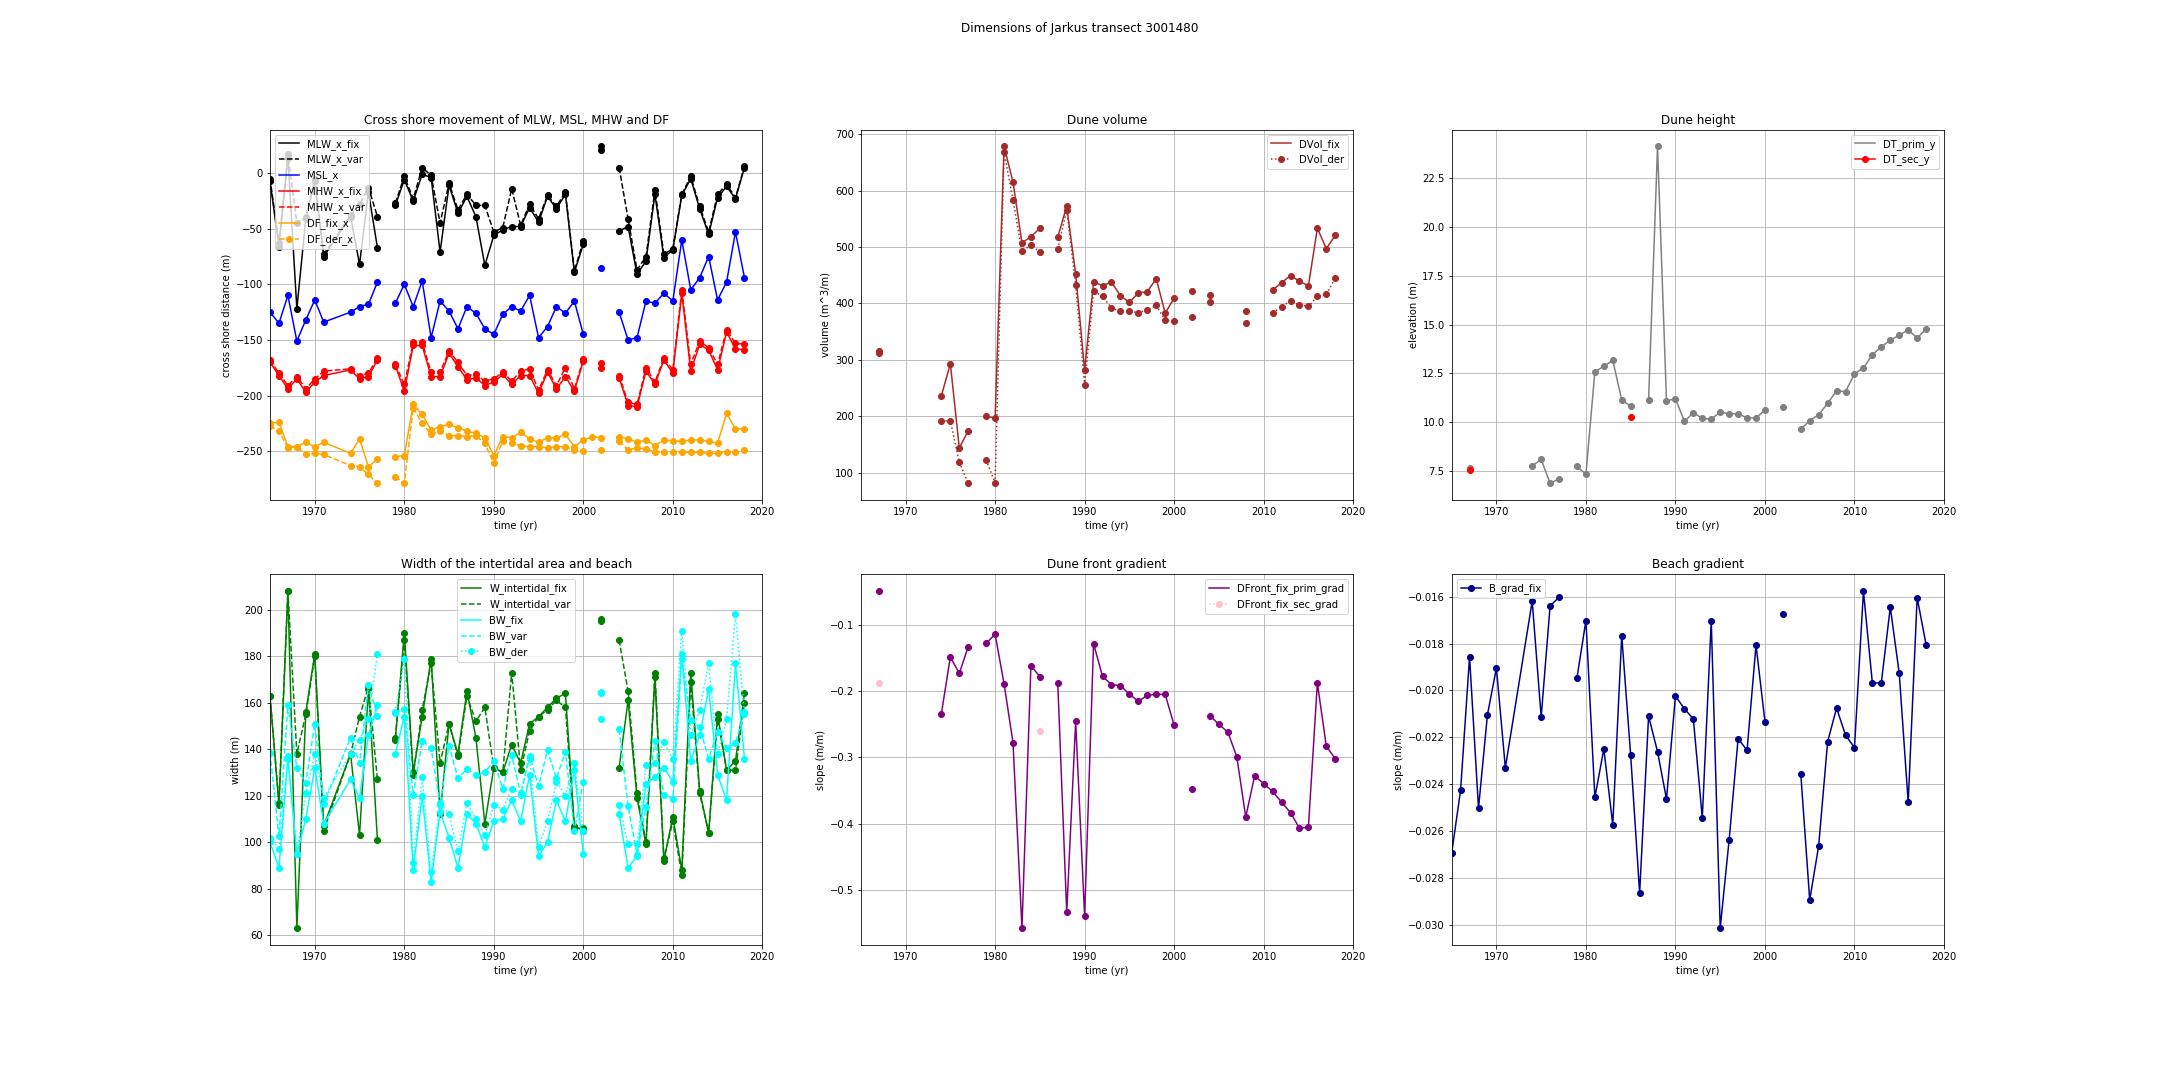 Dimensions of Jarkus transect 3001480
Cross shore movement of MLW, MSL, MHW and DF
MLW_x_fix
MLW_x_var
MSL_x
MHW_x_fix
MHW_x_var
DF_fix_x
DF_der_x
0
−50
−100
−150
−200
−250
cross shore distance (m)
1970 1980 1990 2000 2010 2020
time (yr)
Dune volume
DVol_fix
DVol_der
700
600
500
400
300
200
100
volume (m^3/m)
1970 1980 1990 2000 2010 2020
time (yr)
Dune height
DT_prim_y
DT_sec_y
22.5
20.0
17.5
15.0
12.5
10.0
7.5
elevation (m)
1970 1980 1990 2000 2010 2020
time (yr)
Width of the intertidal area and beach
W_intertidal_fix
W_intertidal_var
BW_fix
BW_var
BW_der
200
180
160
140
120
100
80
60
width (m)
1970 1980 1990 2000 2010 2020
time (yr)
Dune front gradient
DFront_fix_prim_grad
DFront_fix_sec_grad
−0.1
−0.2
−0.3
−0.4
−0.5
slope (m/m)
1970 1980 1990 2000 2010 2020
time (yr)
Beach gradient
B_grad_fix
−0.016
−0.018
−0.020
−0.022
−0.024
−0.026
−0.028
−0.030
slope (m/m)
1970 1980 1990 2000 2010 2020
time (yr)